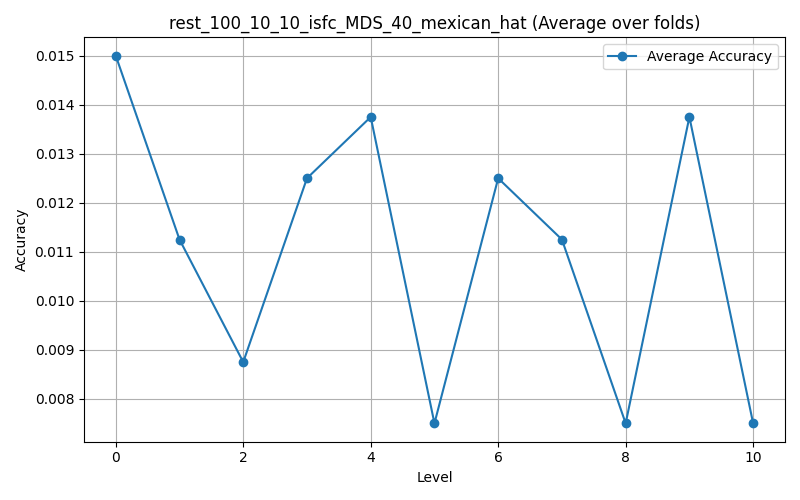 rest_100_10_10_isfc_MDS_40_mexican_hat (Average over folds)
Average Accuracy
0.015
0.014
0.013
0.012
0.011
0.010
0.009
0.008
Accuracy
0 2 4 6 8 10
Level